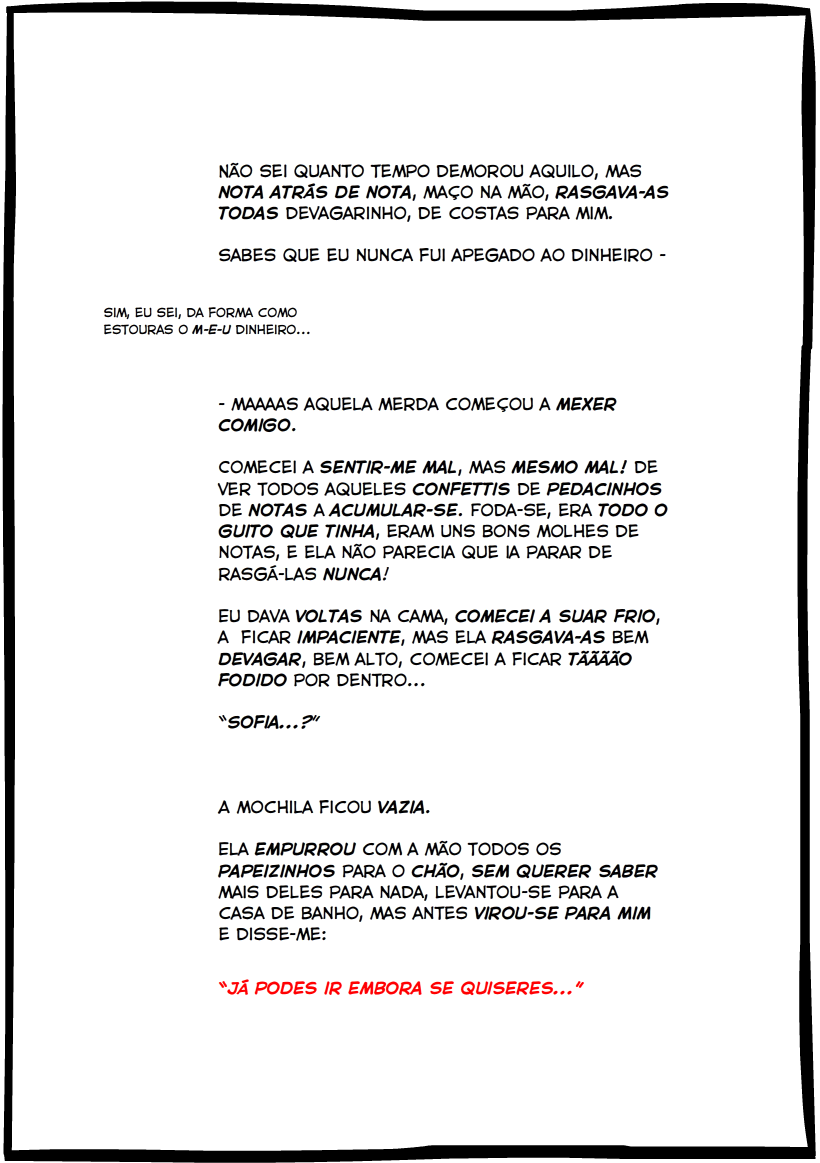 NÃO SEI QUANTO TEMPO DEMOROU AQUILO, MAS
NOTA ATRÁS DE NOTA, MAÇO NA MÃO, RASGAVA-AS
TODAS DEVAGARINHO, DE COSTAS PARA MIM.
SABES QUE EU NUNCA FUI APEGADO AO DINHEIRO -
SIM, EU SEI, DA FORMA COMO
ESTOURAS O M-E-U DINHEIRO...
- MAAAAS AQUELA MERDA COMEÇOU A MEXER
COMIGO.
COMECEI A SENTIR-ME MAL, MAS MESMO MAL! DE
VER TODOS AQUELES CONFETTIS DE PEDACINHOS
DE NOTAS A ACUMULAR-SE. FODA-SE, ERA TODO O
GUITO QUE TINHA, ERAM UNS BONS MOLHES DE
NOTAS, E ELA NÃO PARECIA QUE IA PARAR DE
RASGÁ-LAS NUNCA!
EU DAVA VOLTAS NA CAMA, COMECEI A SUAR FRIO,
A FICAR IMPACIENTE, MAS ELA RASGAVA-AS BEM
DEVAGAR, BEM ALTO, COMECEI A FICAR TÃÃÃÃO
FODIDO POR DENTRO...
"SOFIA...?"
A MOCHILA FICOU VAZIA.
ELA EMPURROU COM A MÃO TODOS OS
PAPEIZINHOS PARA O CHÃO, SEM QUERER SABER
MAIS DELES PARA NADA, LEVANTOU-SE PARA A
CASA DE BANHO, MAS ANTES VIROU-SE PARA MIM
E DISSE-ME:
"JÁ PODES IR EMBORA SE QUISERES..."